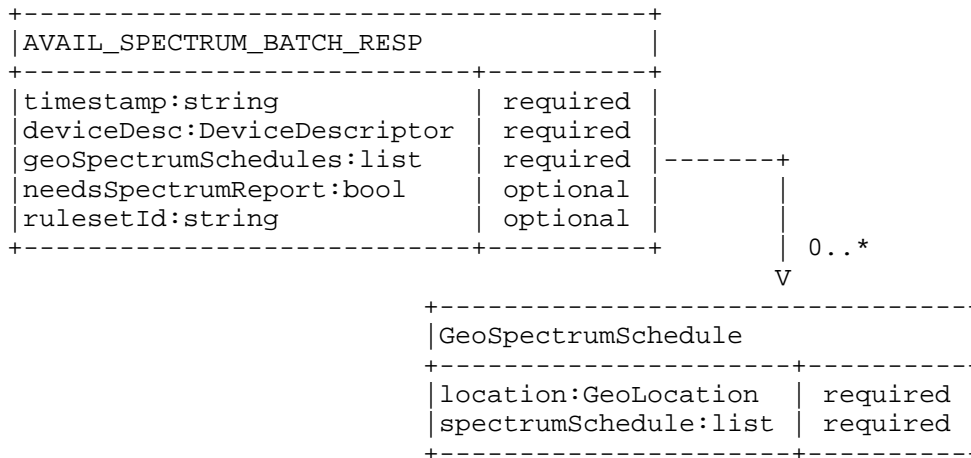 +---------------------------------------+
|AVAIL_SPECTRUM_BATCH_RESP              |
+----------------------------+----------+
|timestamp:string            | required |
|deviceDesc:DeviceDescriptor | required |
|geoSpectrumSchedules:list   | required |-------+
|needsSpectrumReport:bool    | optional |       |
|rulesetId:string            | optional |       |
+----------------------------+----------+       | 0..*
                                                V
                          +----------------------------------
                          |GeoSpectrumSchedule
                          +----------------------+-----------
                          |location:GeoLocation  | required
                          |spectrumSchedule:list | required
                          +----------------------+-----------